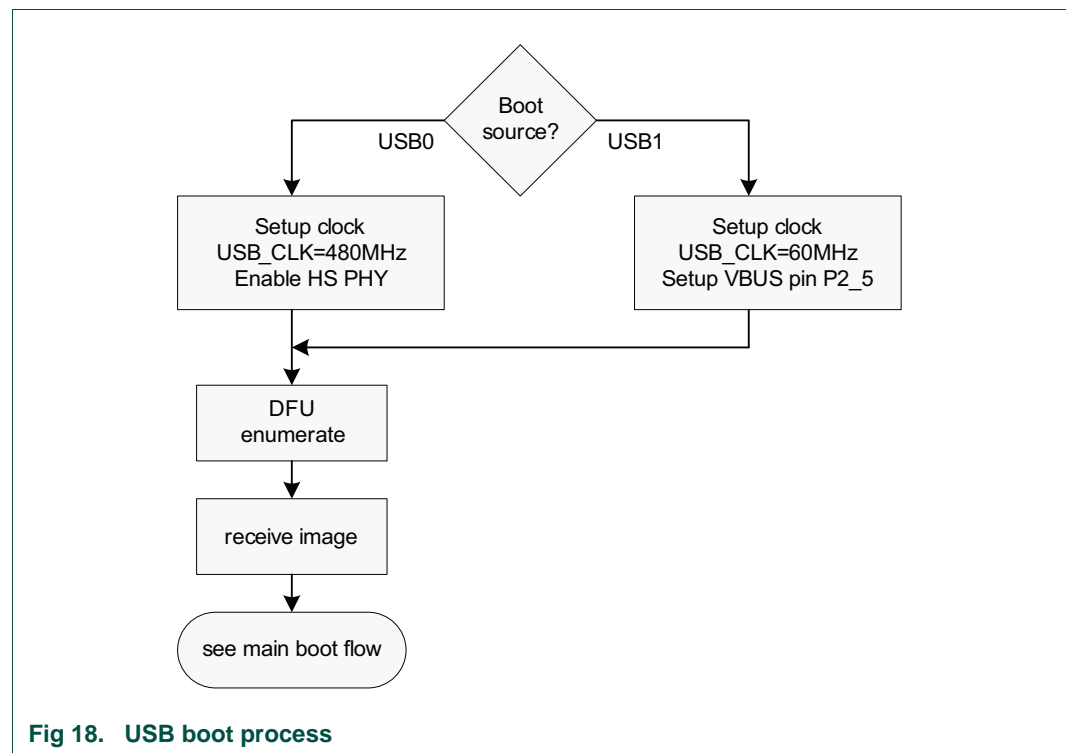 Boot
source?
USB0
USB1
Setup clock
USB_CLK=480MHz
Enable HS PHY
Setup clock
USB_CLK=60MHz
Setup VBUS pin P2_5
DFU
enumerate
receive image
see main boot flow
Fig 18. USB boot process